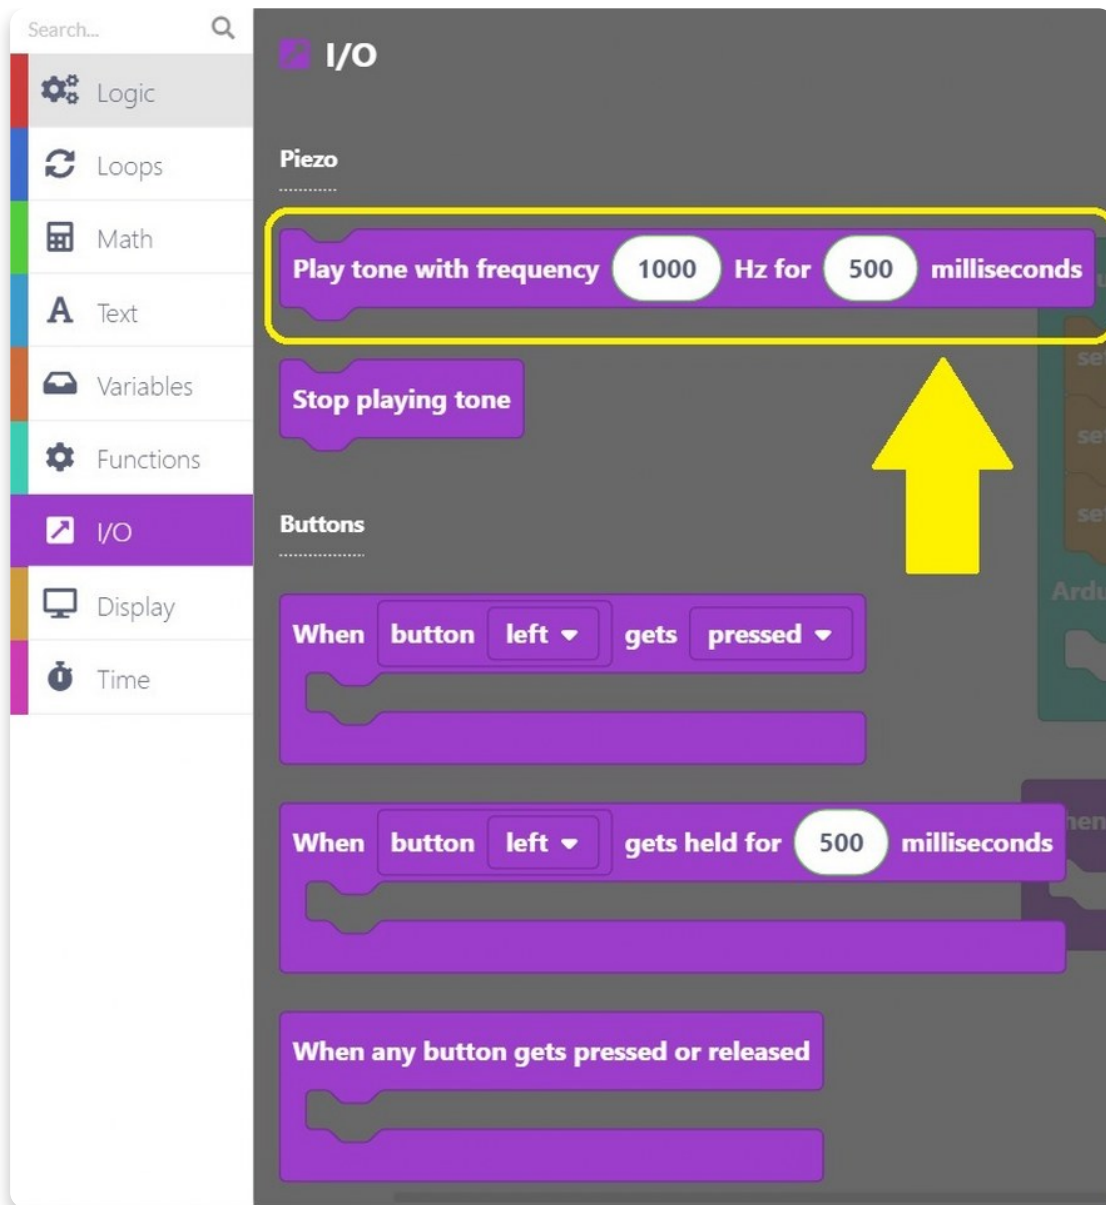 Search...
Logic
Loops
Math
Text
Variables
Functions
I/O
Display
Time
I/O
Piezo
Play tone with frequency 1000 Hz for 500 milliseconds
Stop playing tone
Buttons
When button left gets pressed
When button left gets held for 500 milliseconds
When any button gets pressed or released